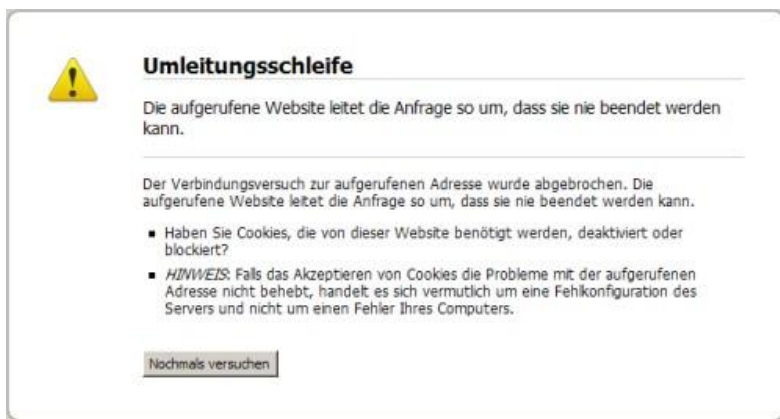 Umleitungsschleife
Die aufgerufene Website leitet die Anfrage so um, dass sie nie beendet werden
kann.
Der Verbindungsversuch zur aufgerufenen Adresse wurde abgebrochen. Die
aufgerufene Website leitet die Anfrage so um, dass sie nie beendet werden kann.
▪ Haben Sie Cookies, die von dieser Website benötigt werden, deaktiviert oder
blockiert?
▪ HINWEIS: Falls das Akzeptieren von Cookies die Probleme mit der aufgerufenen
Adresse nicht behebt, handelt es sich vermutlich um eine Fehlkonfiguration des
Servers und nicht um einen Fehler Ihres Computers.
Nochmals versuchen